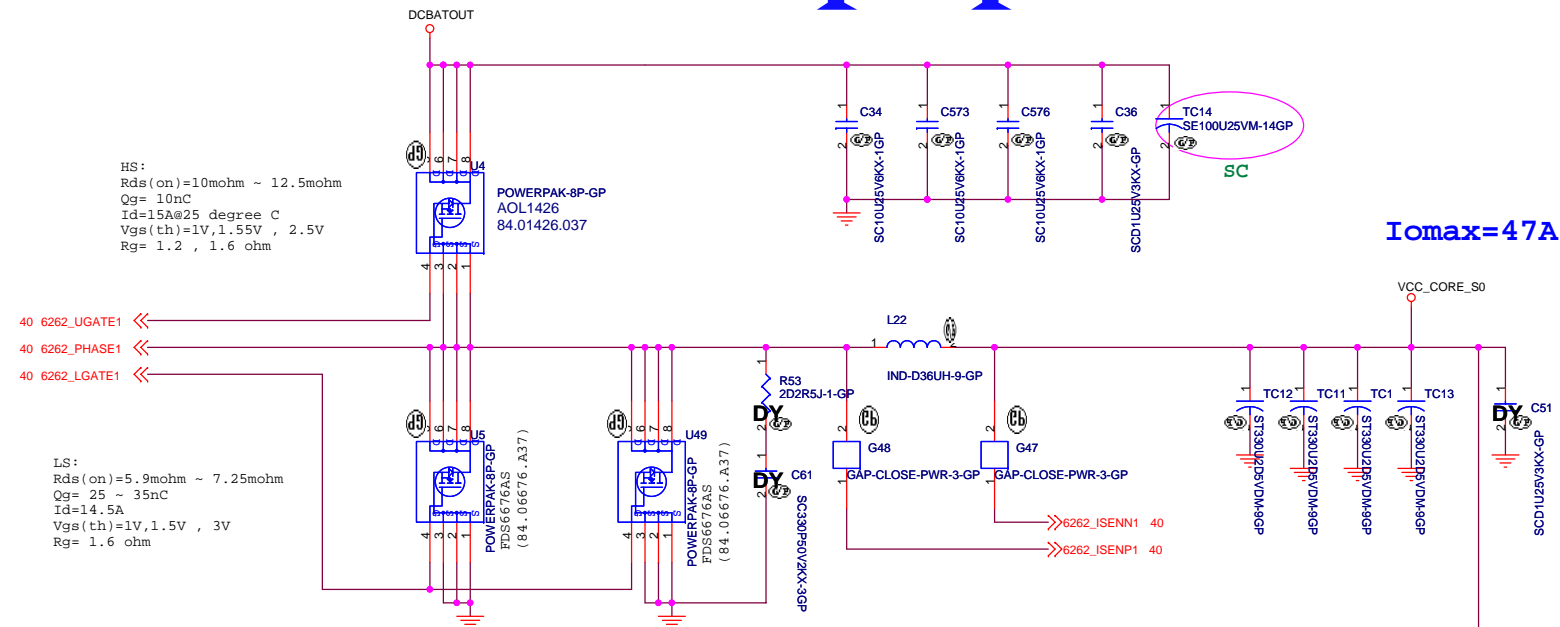 DCBATOUT
HS:
Rds(on)=10mohm ~ 12.5mohm
Qg= 10nC
Id=15A@25 degree C
Vgs(th)=1V,1.55V , 2.5V
Rg= 1.2 , 1.6 ohm
U4
POWERPAK-8P-GP
AOL1426
84.01426.037
C34
SC10U25V6KX-1GP
C573
SC10U25V6KX-1GP
C576
SC10U25V6KX-1GP
C36
SCD1U25V3KX-GP
TC14
SE100U25VM-14GP
SC
Iomax=47A
VCC_CORE_S0
40 6262_UGATE1
40 6262_PHASE1
40 6262_LGATE1
L22
IND-D36UH-9-GP
R53
2D2R5J-1-GP
DY
C61
DY
SC330P50V2KX-3GP
G48
GAP-CLOSE-PWR-3-GP
G47
GAP-CLOSE-PWR-3-GP
6262_ISENN1 40
6262_ISENP1 40
LS:
Rds(on)=5.9mohm ~ 7.25mohm
Qg= 25 ~ 35nC
Id=14.5A
Vgs(th)=1V,1.5V , 3V
Rg= 1.6 ohm
U5
POWERPAK-8P-GP
FDS6676AS
(84.06676.A37)
U49
POWERPAK-8P-GP
FDS6676AS
(84.06676.A37)
TC12
ST330U2D5VDM-9GP
TC11
ST330U2D5VDM-9GP
TC1
ST330U2D5VDM-9GP
TC13
ST330U2D5VDM-9GP
C51
DY
SCD1U25V3KX-GP